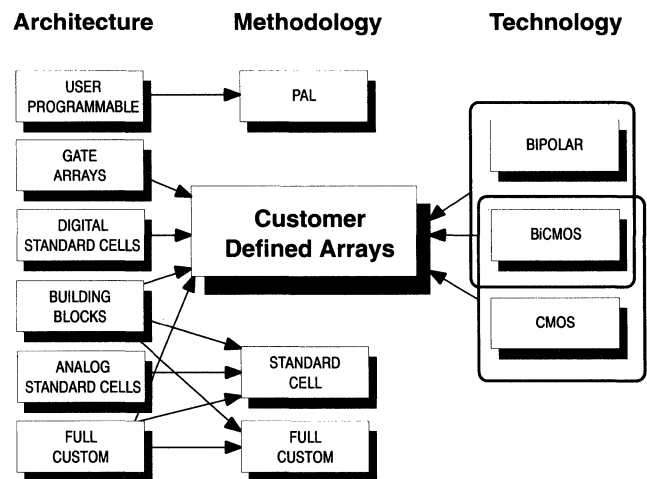 Architecture
Methodology
Technology
USER
PROGRAMMABLE
PAL
GATE
ARRAYS
DIGITAL
STANDARD CELLS
BUILDING
BLOCKS
ANALOG
STANDARD CELLS
FULL
CUSTOM
Customer
Defined Arrays
STANDARD
CELL
FULL
CUSTOM
BIPOLAR
BiCMOS
CMOS